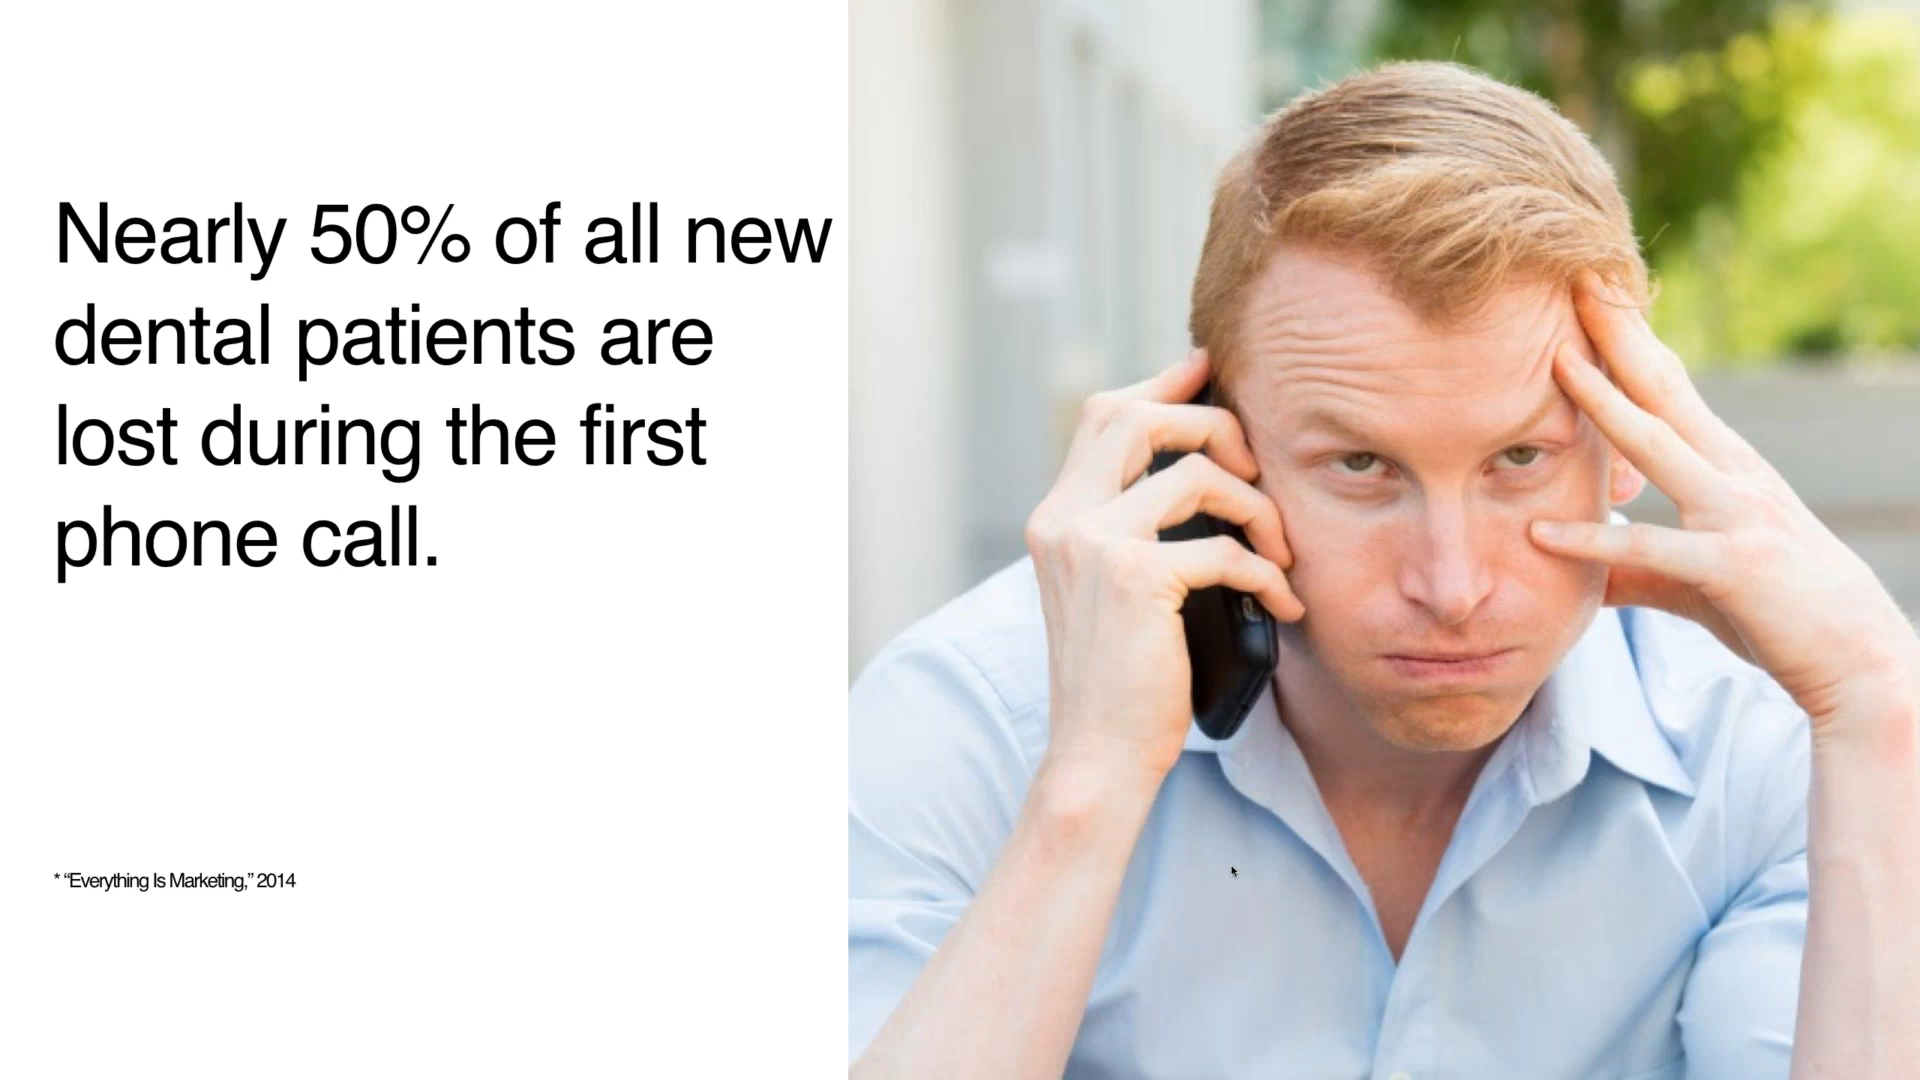 Nearly 50% of all new
dental patients are
lost during the first
phone call.
* “Everything Is Marketing,” 2014